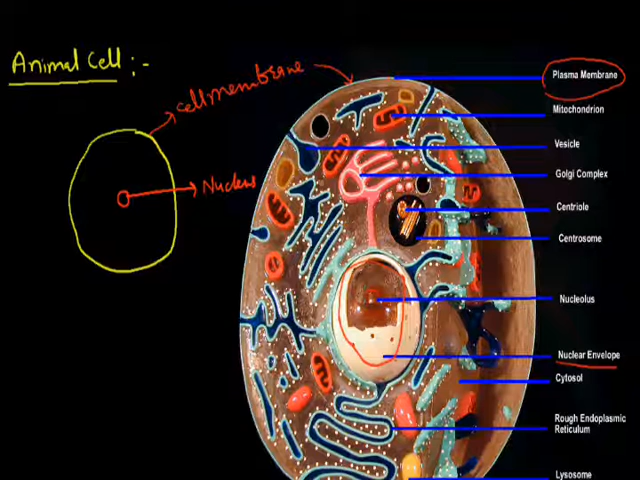 Animal Cell :-
Cell membrane
Nucleus
Plasma Membrane
Mitochondrion
Vesicle
Golgi Complex
Centriole
Centrosome
Nucleolus
Nuclear Envelope
Cytosol
Rough Endoplasmic
Reticulum
Lysosome